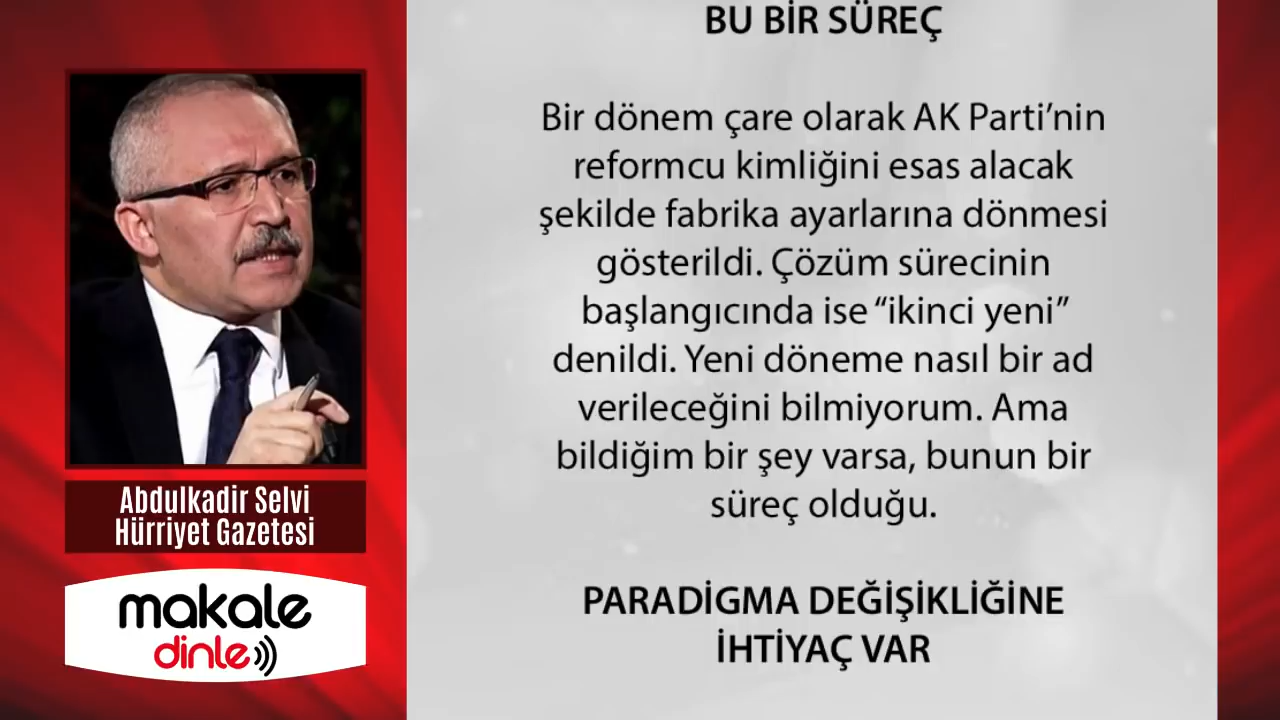 BU BİR SÜREÇ
Bir dönem çare olarak AK Parti’nin
reformcu kimliğini esas alacak
şekilde fabrika ayarlarına dönmesi
gösterildi. Çözüm sürecinin
başlangıcında ise “ikinci yeni”
denildi. Yeni döneme nasıl bir ad
verileceğini bilmiyorum. Ama
bildiğim bir şey varsa, bunun bir
süreç olduğu.
PARADİGMA DEĞİŞİKLİĞİNE
İHTİYAÇ VAR
Abdulkadir Selvi
Hürriyet Gazetesi
makale
dinle